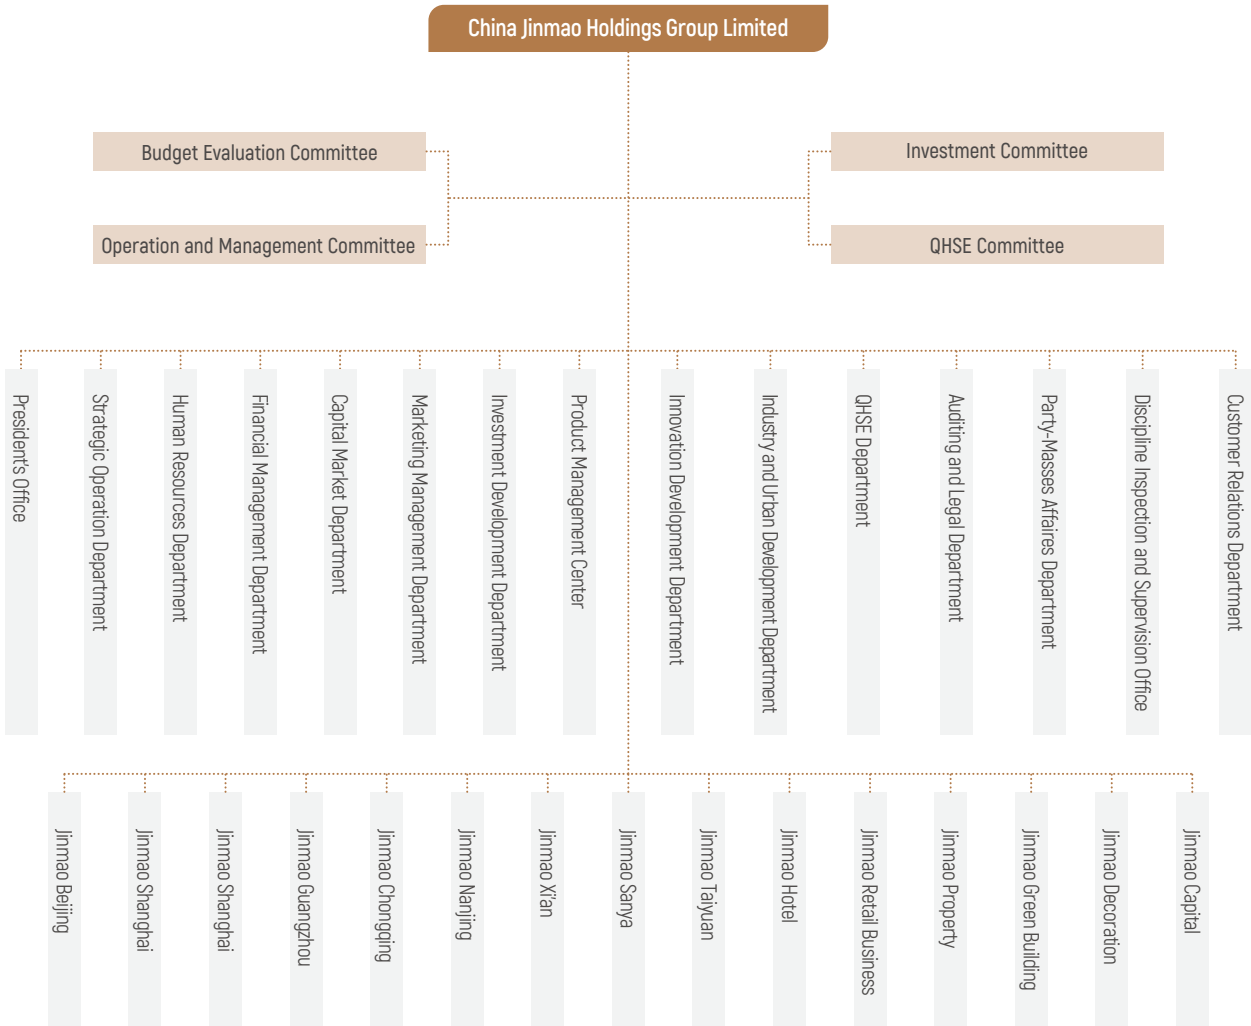 China Jinmao Holdings Group Limited
Budget Evaluation Committee
Investment Committee
Operation and Management Committee
QHSE Committee
President's Office
Strategic Operation Department
Human Resources Department
Financial Management Department
Capital Market Department
Marketing Management Department
Investment Development Department
Product Management Center
Innovation Development Department
Industry and Urban Development Department
QHSE Department
Auditing and Legal Department
Party-Masses Affaires Department
Discipline Inspection and Supervision Office
Customer Relations Department
Jinmao Beijing
Jinmao Shanghai
Jinmao Shanghai
Jinmao Guangzhou
Jinmao Chongqing
Jinmao Nanjing
Jinmao Xi'an
Jinmao Sanya
Jinmao Taiyuan
Jinmao Hotel
Jinmao Retail Business
Jinmao Property
Jinmao Green Building
Jinmao Decoration
Jinmao Capital